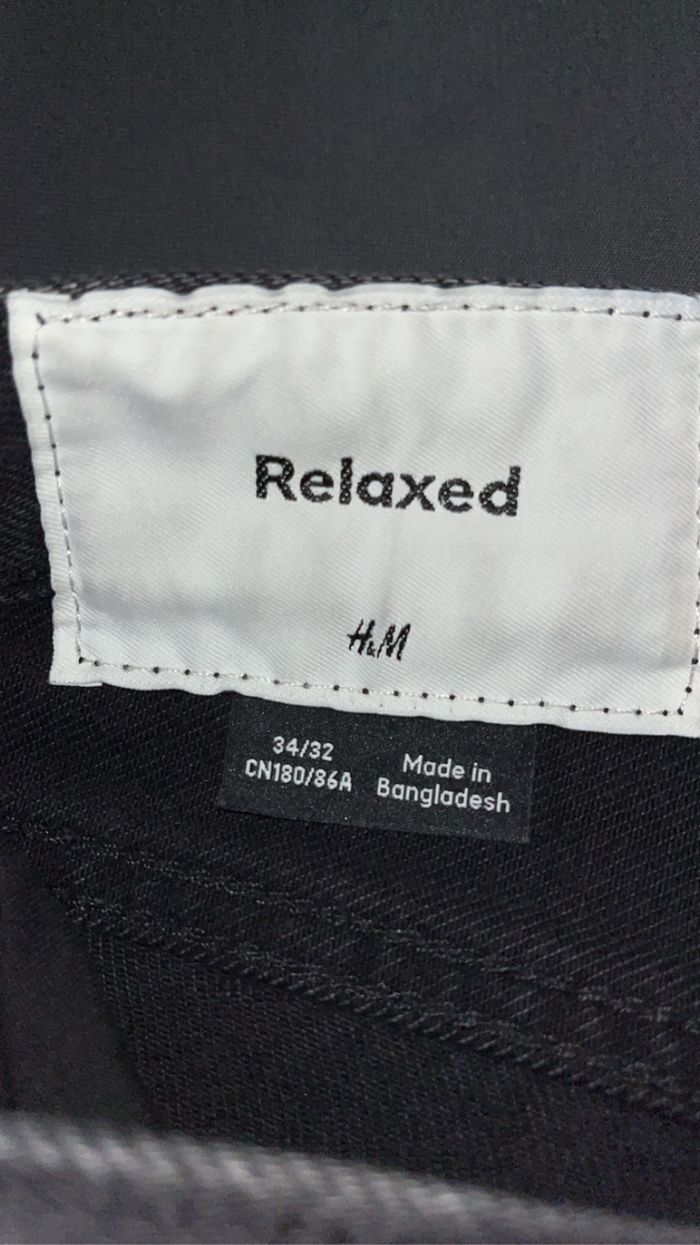 Relaxed
H&M
34/32
CN180/86A
Made in
Bangladesh